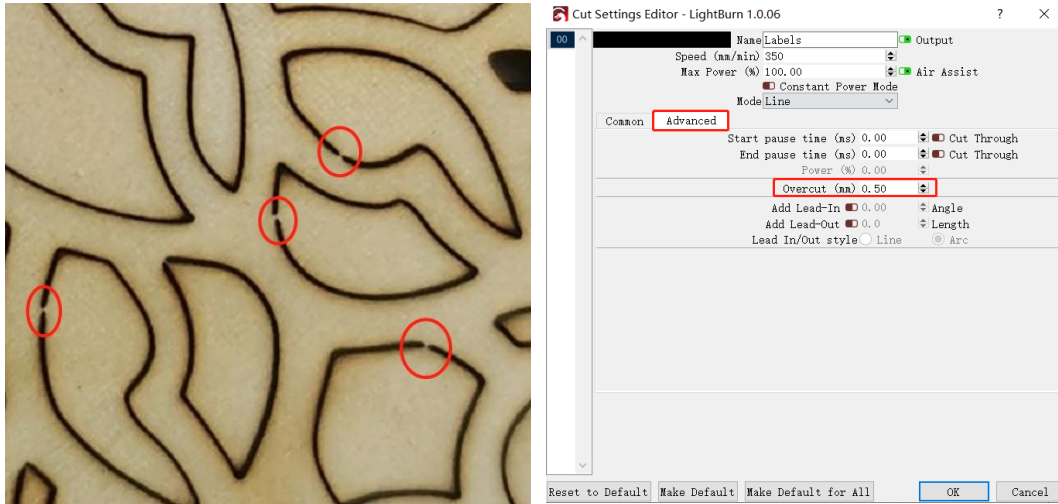 Cut Settings Editor - LightBurn 1.0.06 ? ×
00
Name Labels Output
Speed (mm/min) 350
Max Power (%) 100.00 Air Assist
Constant Power Mode
Mode Line
Common Advanced
Start pause time (ms) 0.00 Cut Through
End pause time (ms) 0.00 Cut Through
Power (%) 0.00
Overcut (mm) 0.50
Add Lead-In 0.00 Angle
Add Lead-Out 0.0 Length
Lead In/Out style Line Arc
Reset to Default Make Default Make Default for All OK Cancel